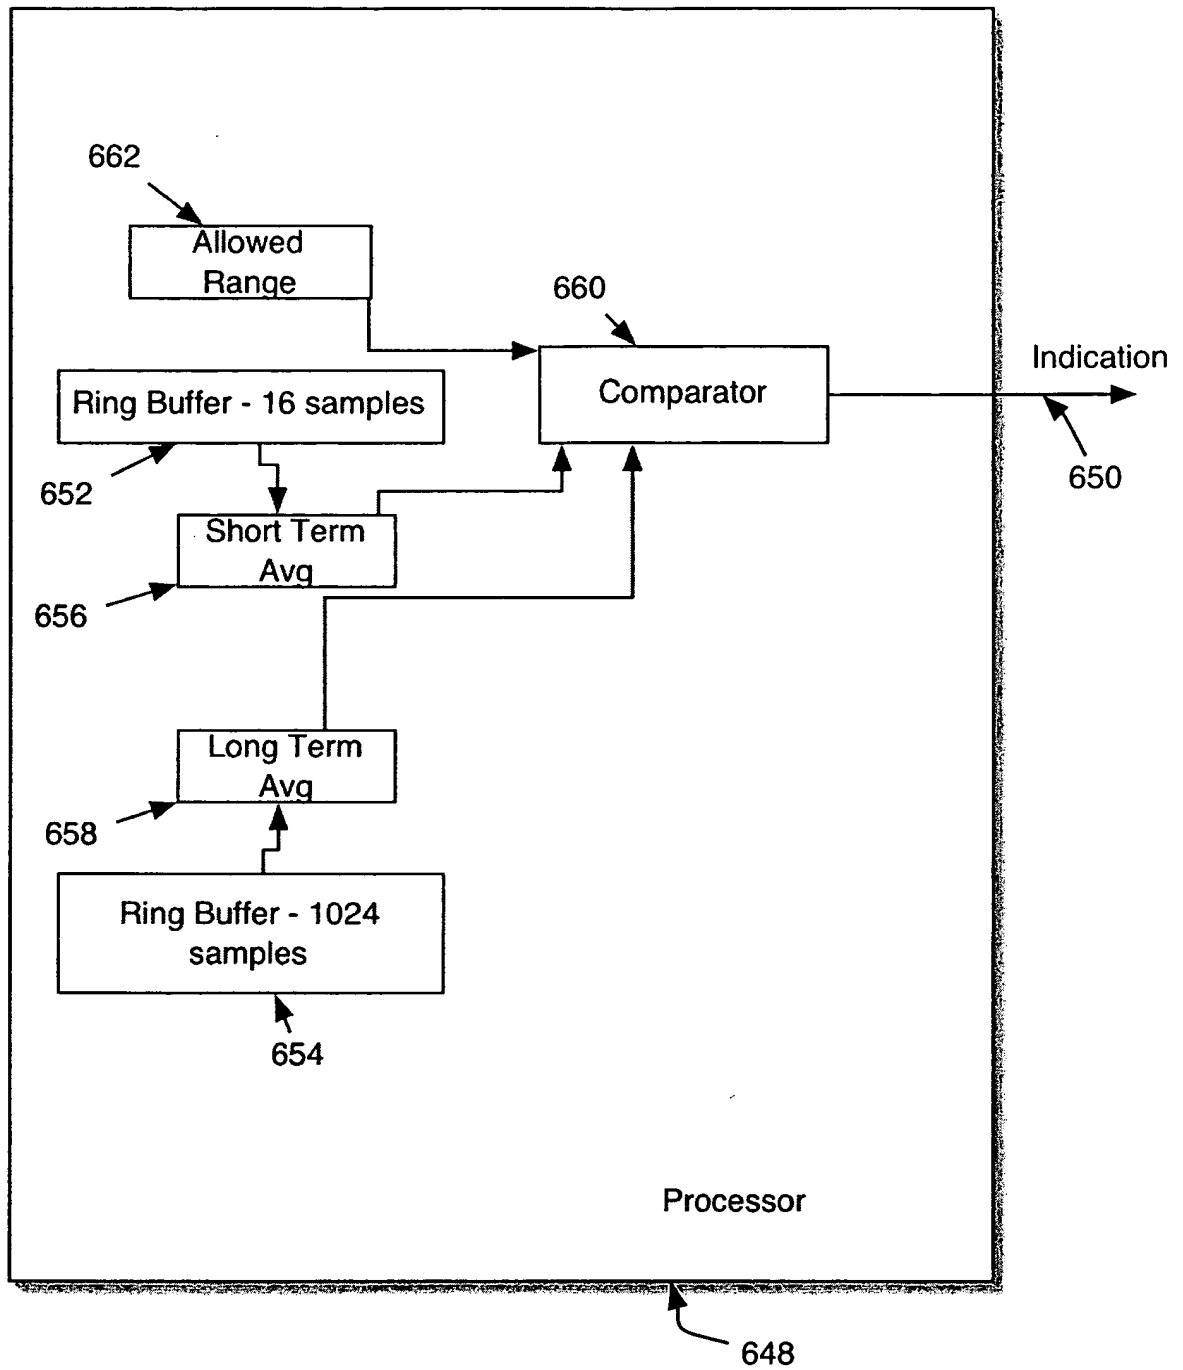 662
Allowed
Range
660
Indication
Comparator
Ring Buffer - 16 samples
650
652
Short Term
Avg
656
Long Term
Avg
658
Ring Buffer - 1024
samples
654
Processor
648